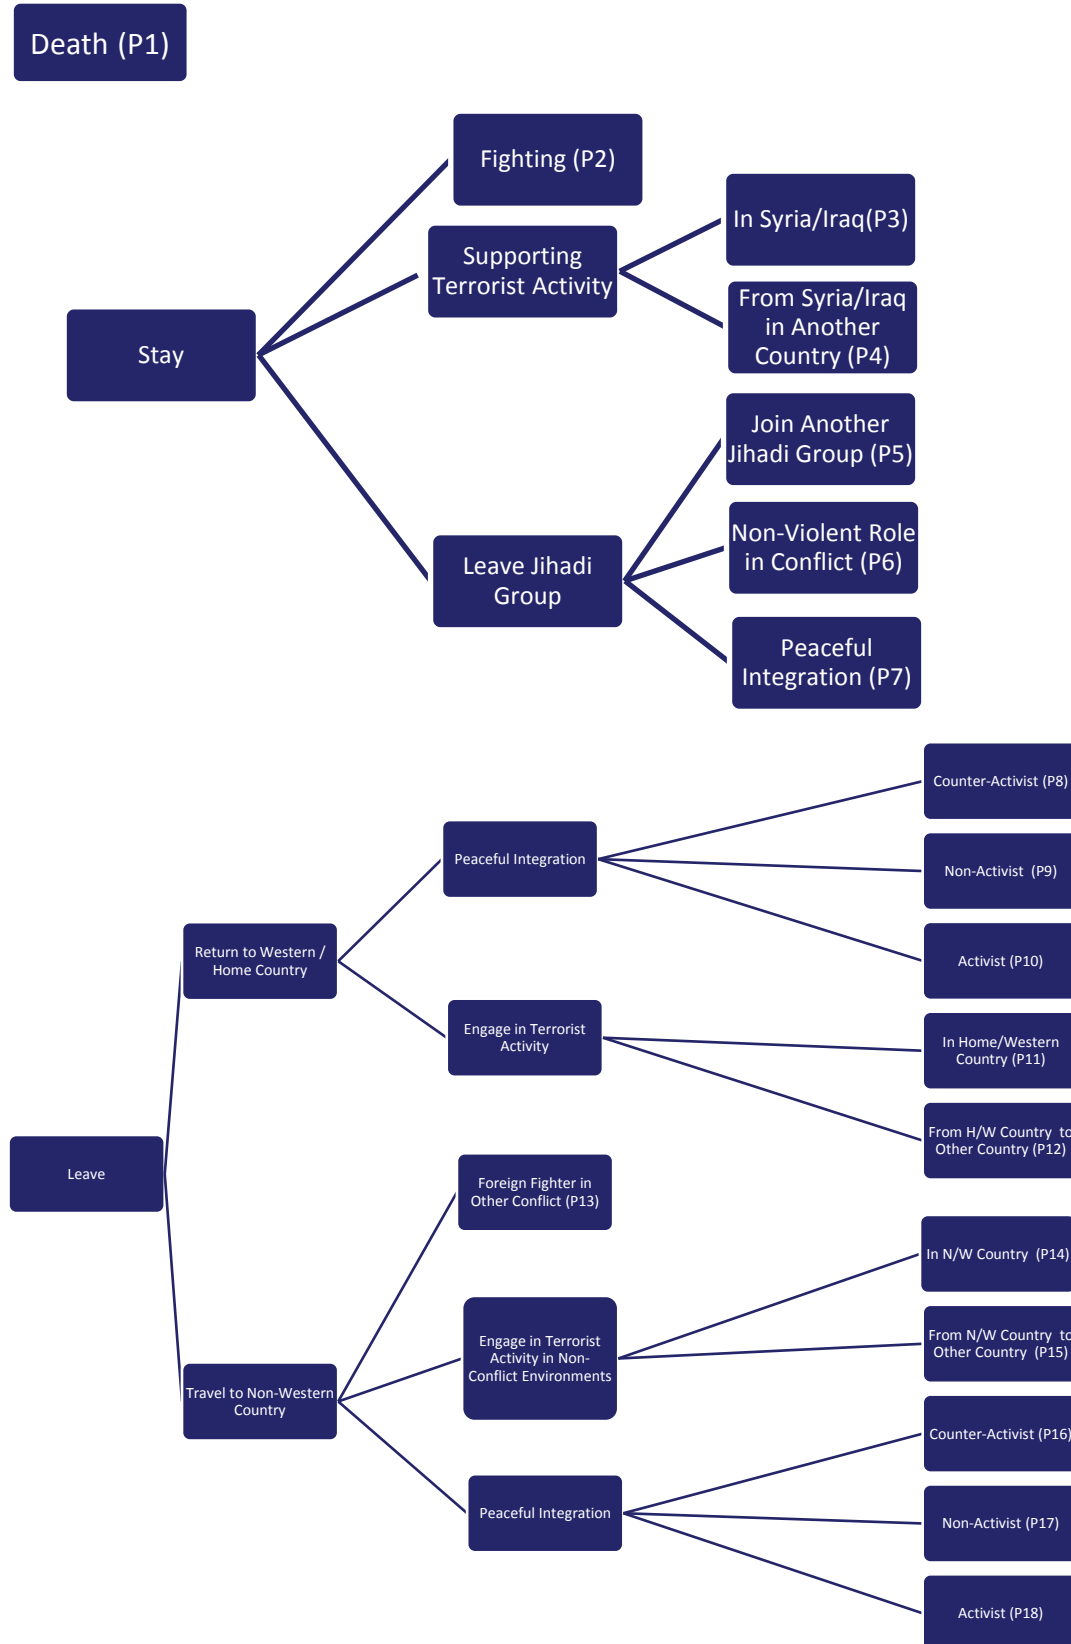 Death (P1)
Fighting (P2)
Supporting
Terrorist Activity
In Syria/Iraq(P3)
From Syria/Iraq
in Another
Country (P4)
Stay
Join Another
Jihadi Group (P5)
Leave Jihadi
Group
Non-Violent Role
in Conflict (P6)
Peaceful
Integration (P7)
Counter-Activist (P8)
Peaceful Integration
Non-Activist  (P9)
Return to Western /
Home Country
Activist (P10)
Engage in Terrorist
Activity
In Home/Western
Country (P11)
From H/W Country  to
Other Country (P12)
Leave
Foreign Fighter in
Other Conflict (P13)
In N/W Country  (P14)
Engage in Terrorist
Activity in Non-
Conflict Environments
From N/W Country  to
Other Country  (P15)
Travel to Non-Western
Country
Counter-Activist (P16)
Peaceful Integration
Non-Activist (P17)
Activist (P18)